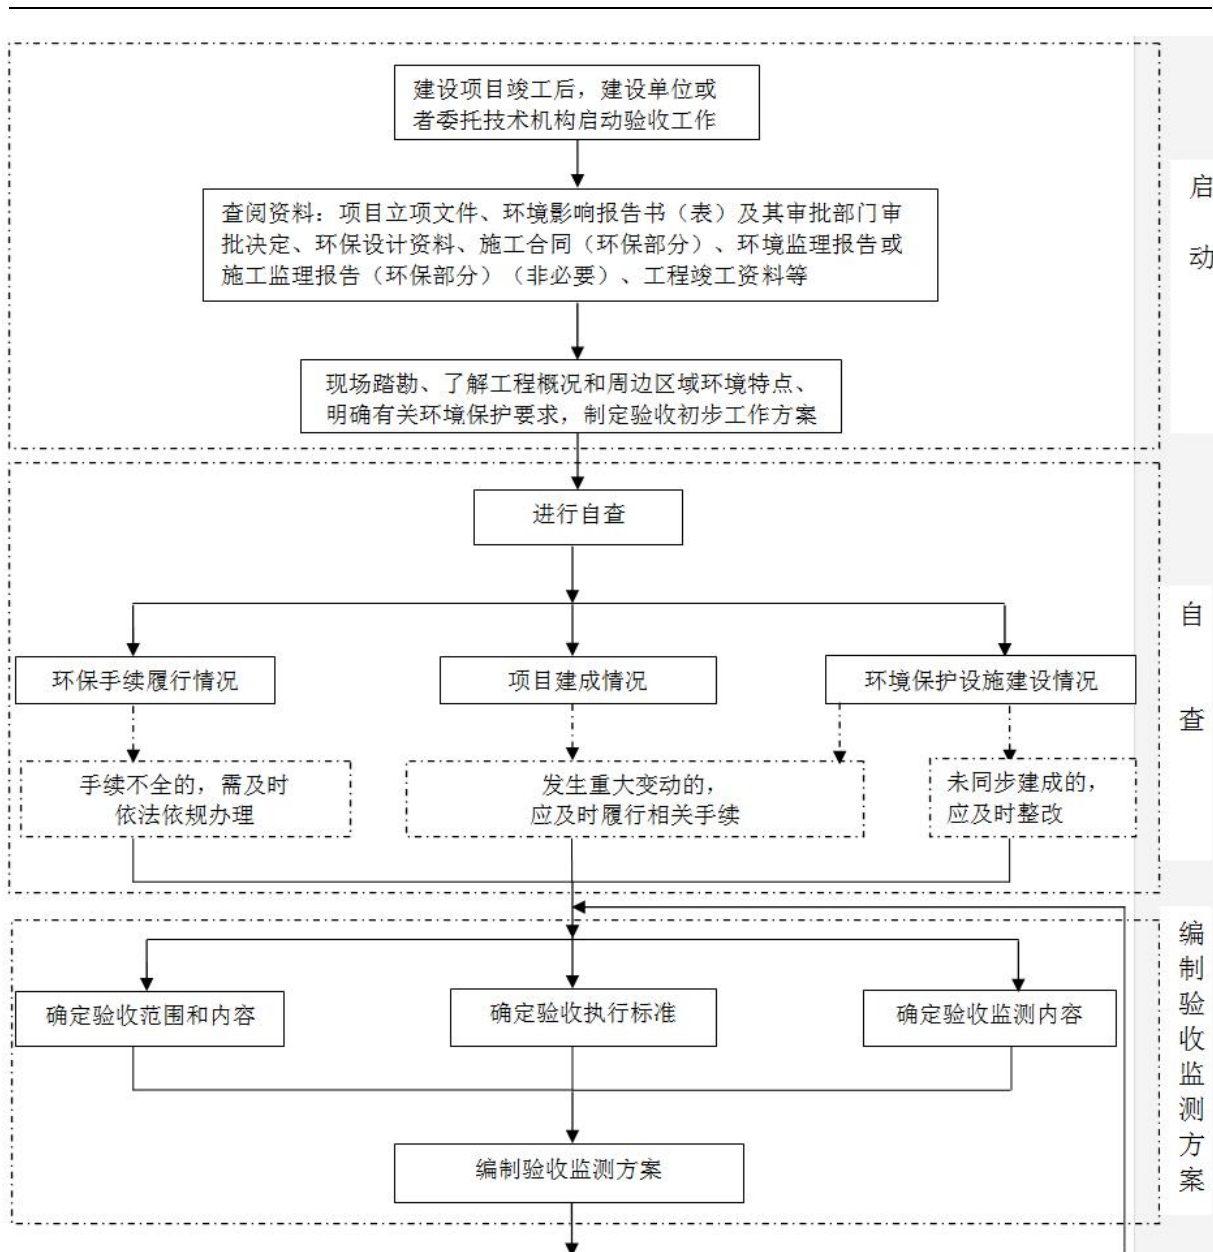 建设项目竣工后，建设单位或
者委托技术机构启动验收工作
查阅资料：项目立项文件、环境影响报告书（表）及其审批部门审
批决定、环保设计资料、施工合同（环保部分）、环境监理报告或
施工监理报告（环保部分）（非必要）、工程竣工资料等
现场踏勘、了解工程概况和周边区域环境特点、
明确有关环境保护要求，制定验收初步工作方案
启
动
进行自查
环保手续履行情况
项目建成情况
环境保护设施建设情况
手续不全的，需及时
依法依规办理
发生重大变动的，
应及时履行相关手续
未同步建成的，
应及时整改
自
查
确定验收范围和内容
确定验收执行标准
确定验收监测内容
编制验收监测方案
编
制
验
收
监
测
方
案